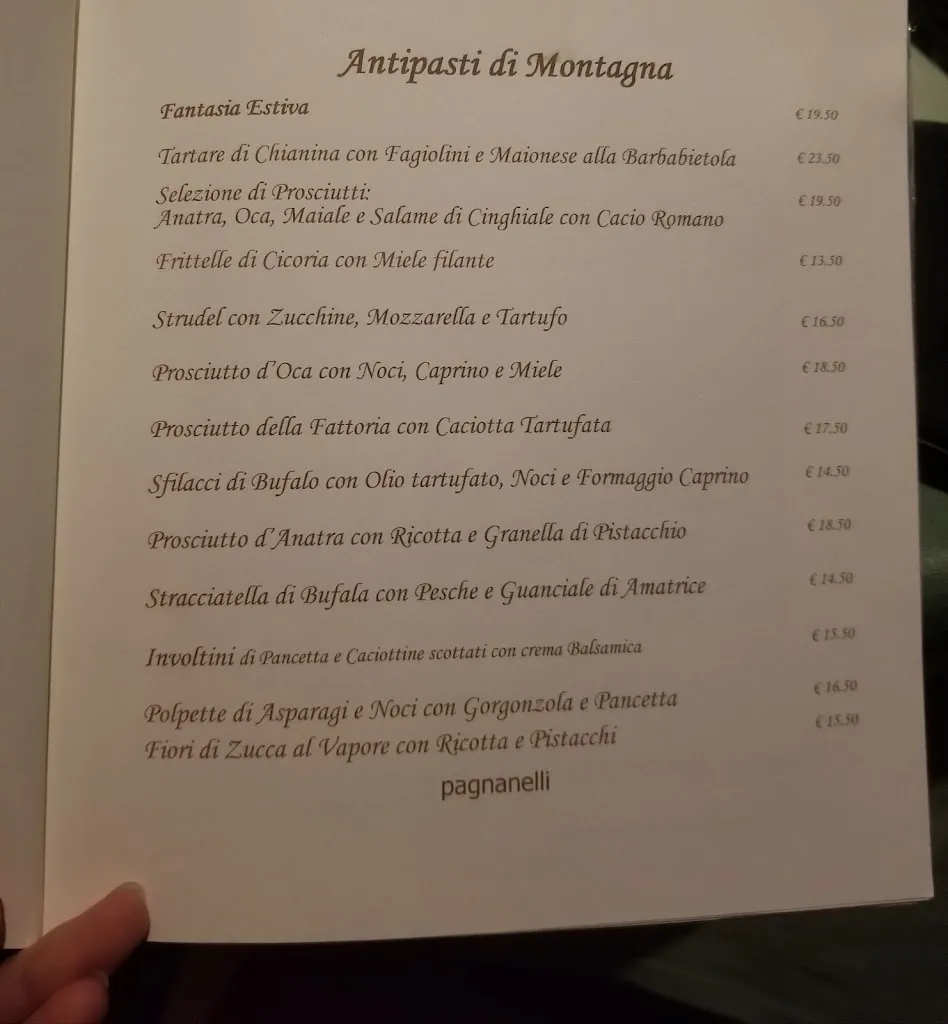 Antipasti di Montagna
Fantasia Estiva € 19.50
Tartare di Chianina con Fagiolini e Maionese alla Barbabietola € 23.50
Selezione di Prosciutti: € 19.50
Anatra, Oca, Maiale e Salame di Cinghiale con Cacio Romano
Frittelle di Cicoria con Miele filante € 13.50
Strudel con Zucchine, Mozzarella e Tartufo € 16.50
Prosciutto d'Oca con Noci, Caprino e Miele € 18.50
Prosciutto della Fattoria con Caciotta Tartufata € 17.50
Sfilacci di Bufalo con Olio tartufato, Noci e Formaggio Caprino € 14.50
Prosciutto d'Anatra con Ricotta e Granella di Pistacchio € 18.50
Stracciatella di Bufala con Pesche e Guanciale di Amatrice € 14.50
Involtini di Pancetta e Caciottine scottati con crema Balsamica € 15.50
Polpette di Asparagi e Noci con Gorgonzola e Pancetta € 16.50
Fiori di Zucca al Vapore con Ricotta e Pistacchi € 15.50
pagnanelli